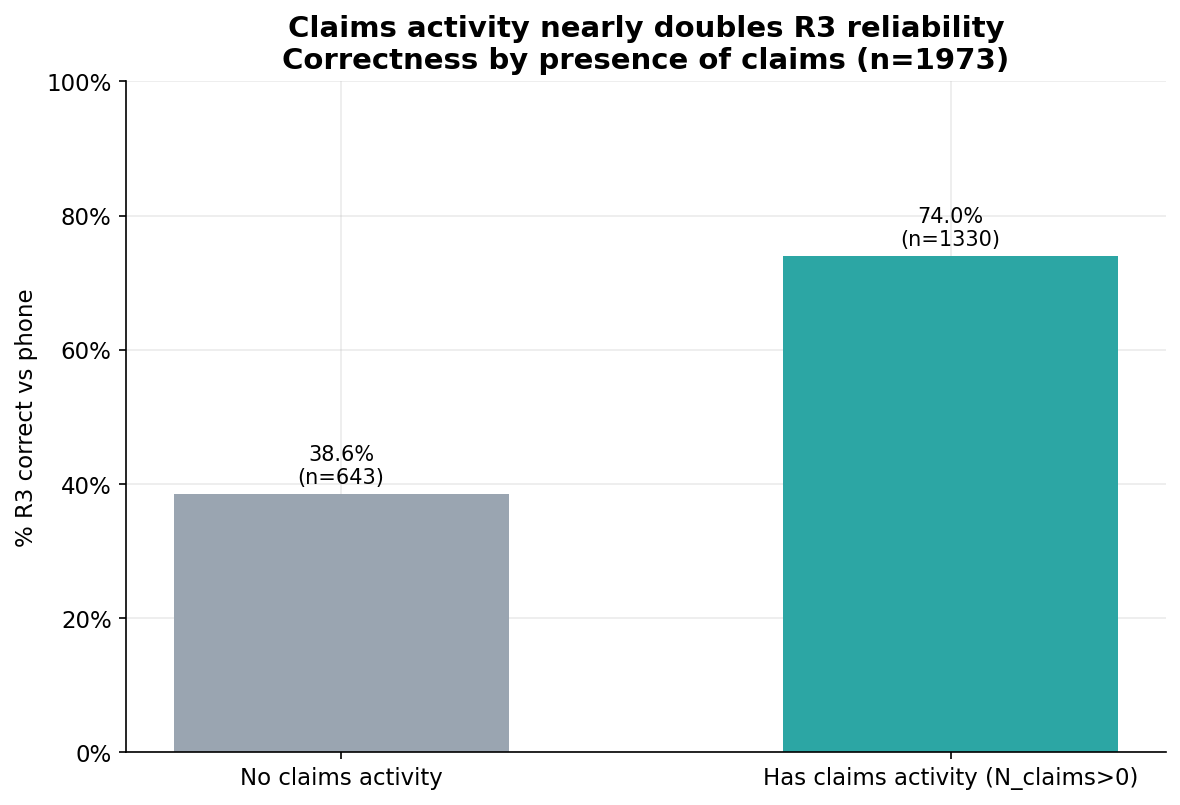 Claims activity nearly doubles R3 reliability
Correctness by presence of claims (n=1973)
% R3 correct vs phone
100%
80%
60%
40%
20%
0%
38.6%
(n=643)
74.0%
(n=1330)
No claims activity
Has claims activity (N_claims>0)